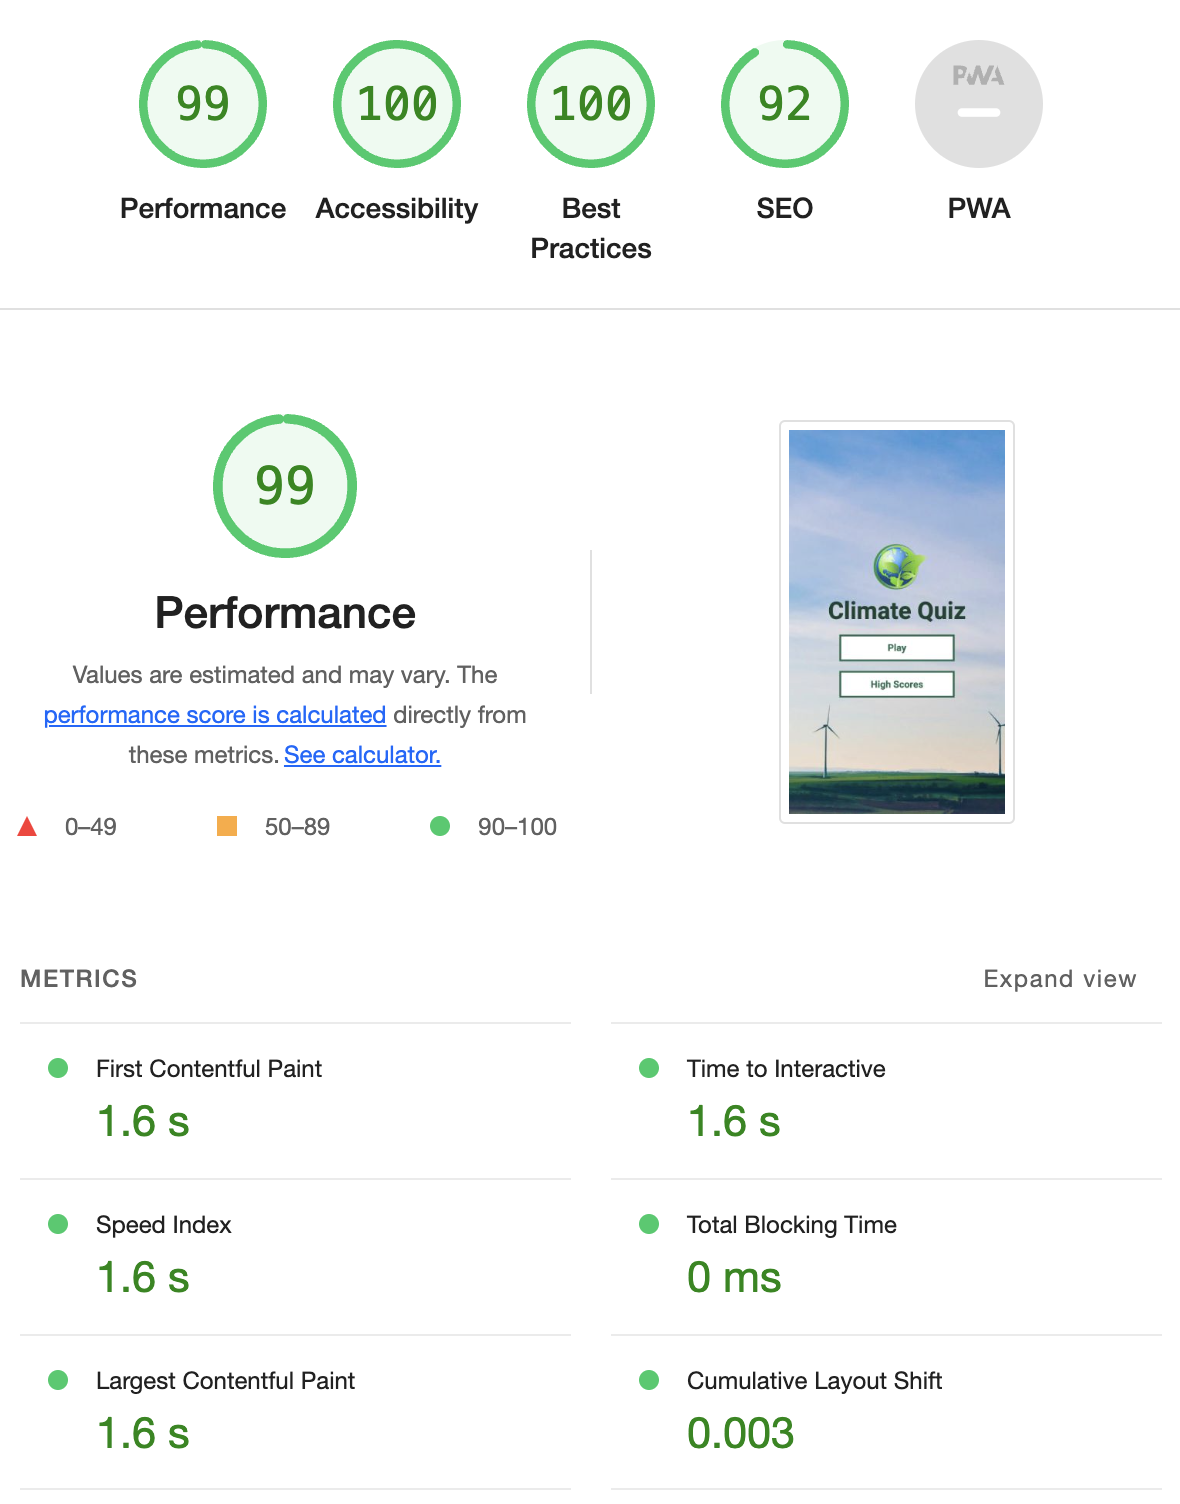 99
100
100
92
PWA
Performance
Accessibility
Best
Practices
SEO
PWA
99
Performance
Values are estimated and may vary. The
performance score is calculated directly from
these metrics. See calculator.
0–49
50–89
90–100
Climate Quiz
Play
High Scores
METRICS
Expand view
First Contentful Paint
1.6 s
Time to Interactive
1.6 s
Speed Index
1.6 s
Total Blocking Time
0 ms
Largest Contentful Paint
1.6 s
Cumulative Layout Shift
0.003